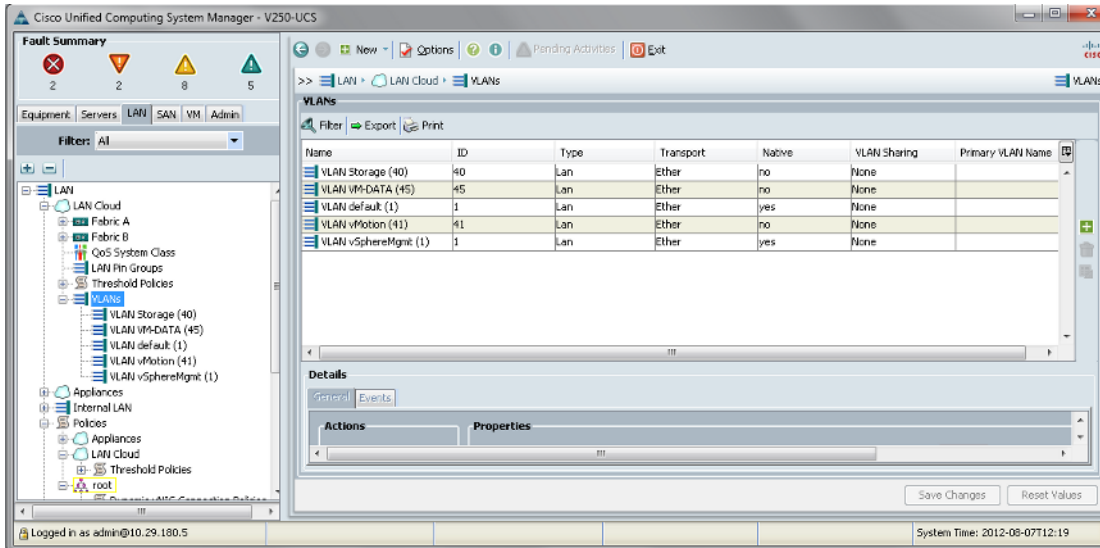 Cisco Unified Computing System Manager - V250-UCS
Fault Summary
2 2 8 5
Equipment Servers LAN SAN VM Admin
Filter: All
LAN
LAN Cloud
Fabric A
Fabric B
QoS System Class
LAN Pin Groups
Threshold Policies
VLANs
VLAN Storage (40)
VLAN VM-DATA (45)
VLAN default (1)
VLAN vMotion (41)
VLAN vSphereMgmt (1)
Appliances
Internal LAN
Policies
Appliances
LAN Cloud
Threshold Policies
root
New Options Pending Activities Exit
cisco
>> LAN LAN Cloud VLANs
VLANs
VLANs
Filter Export Print
Name ID Type Transport Native VLAN Sharing Primary VLAN Name
VLAN Storage (40) 40 Lan Ether no None
VLAN VM-DATA (45) 45 Lan Ether no None
VLAN default (1) 1 Lan Ether yes None
VLAN vMotion (41) 41 Lan Ether no None
VLAN vSphereMgmt (1) 1 Lan Ether yes None
Details
General Events
Actions Properties
Save Changes Reset Values
Logged in as admin@10.29.180.5
System Time: 2012-08-07T12:19